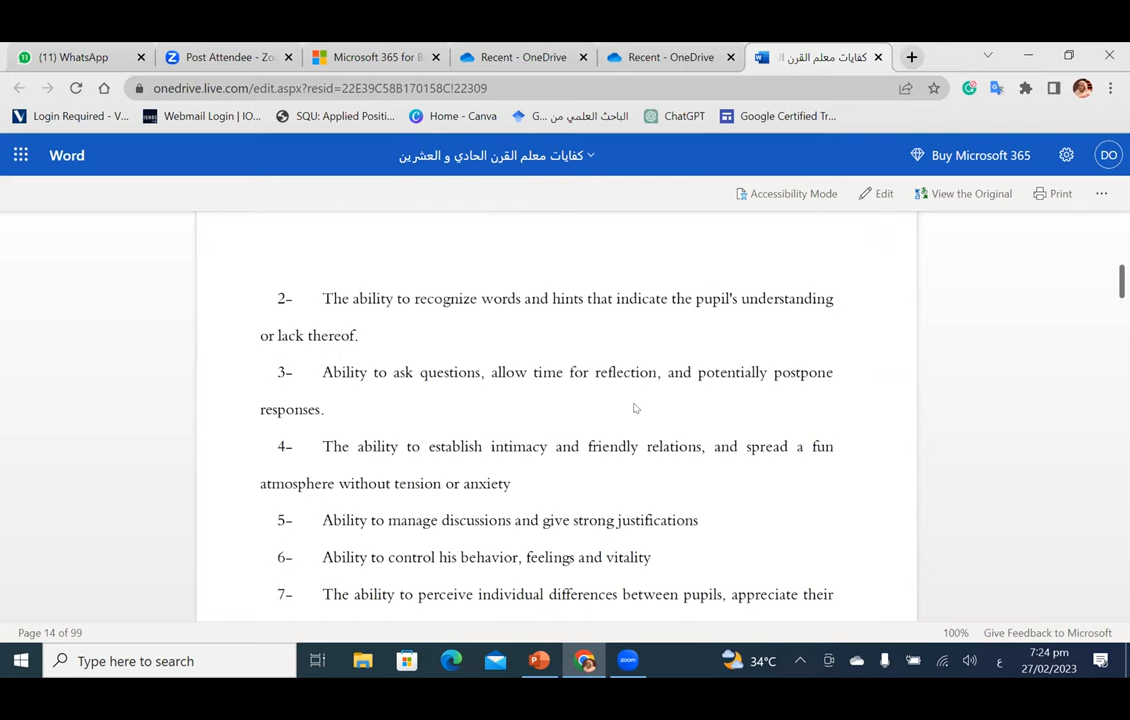 (11) WhatsApp
Post Attendee - Zo
Microsoft 365 for B
Recent - OneDrive
Recent - OneDrive
كفايات معلم القرن ال
onedrive.live.com/edit.aspx?resid=22E39C58B170158C!22309
Login Required - V...
Webmail Login | IO...
SQU: Applied Positi...
Home - Canva
الباحث العلمي من G...
ChatGPT
Google Certified Tr...
Word
كفايات معلم القرن الحادي و العشرين
Buy Microsoft 365
DO
Accessibility Mode
Edit
View the Original
Print
2- The ability to recognize words and hints that indicate the pupil's understanding
or lack thereof.
3- Ability to ask questions, allow time for reflection, and potentially postpone
responses.
4- The ability to establish intimacy and friendly relations, and spread a fun
atmosphere without tension or anxiety
5- Ability to manage discussions and give strong justifications
6- Ability to control his behavior, feelings and vitality
7- The ability to perceive individual differences between pupils, appreciate their
Page 14 of 99
100%
Give Feedback to Microsoft
Type here to search
zoom
34°C
ع
7:24 pm
27/02/2023